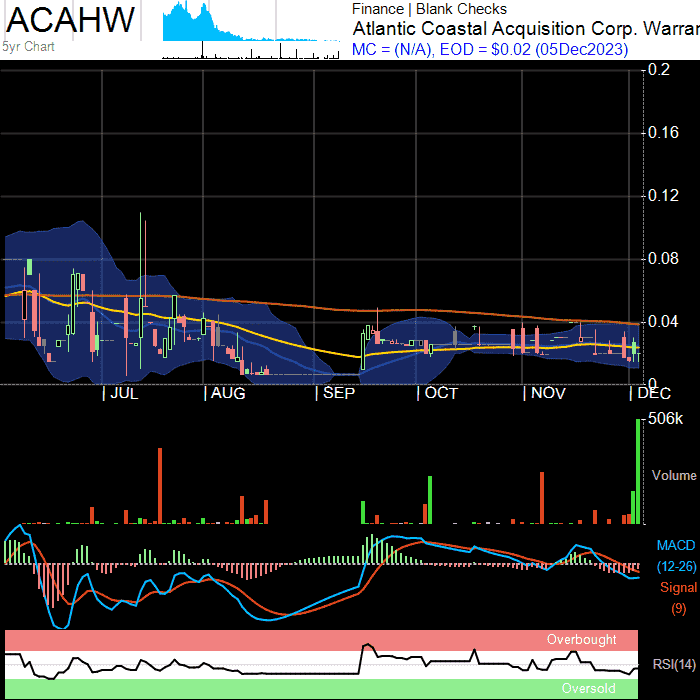 ACAHW
5yr Chart
Finance | Blank Checks
Atlantic Coastal Acquisition Corp. Warrar
MC = (N/A), EOD = $0.02 (05Dec2023)
0.2
0.16
0.12
0.08
0.04
0
JUL AUG SEP OCT NOV DEC
506k
Volume
MACD
(12-26)
Signal
(9)
Overbought
RSI(14)
Oversold